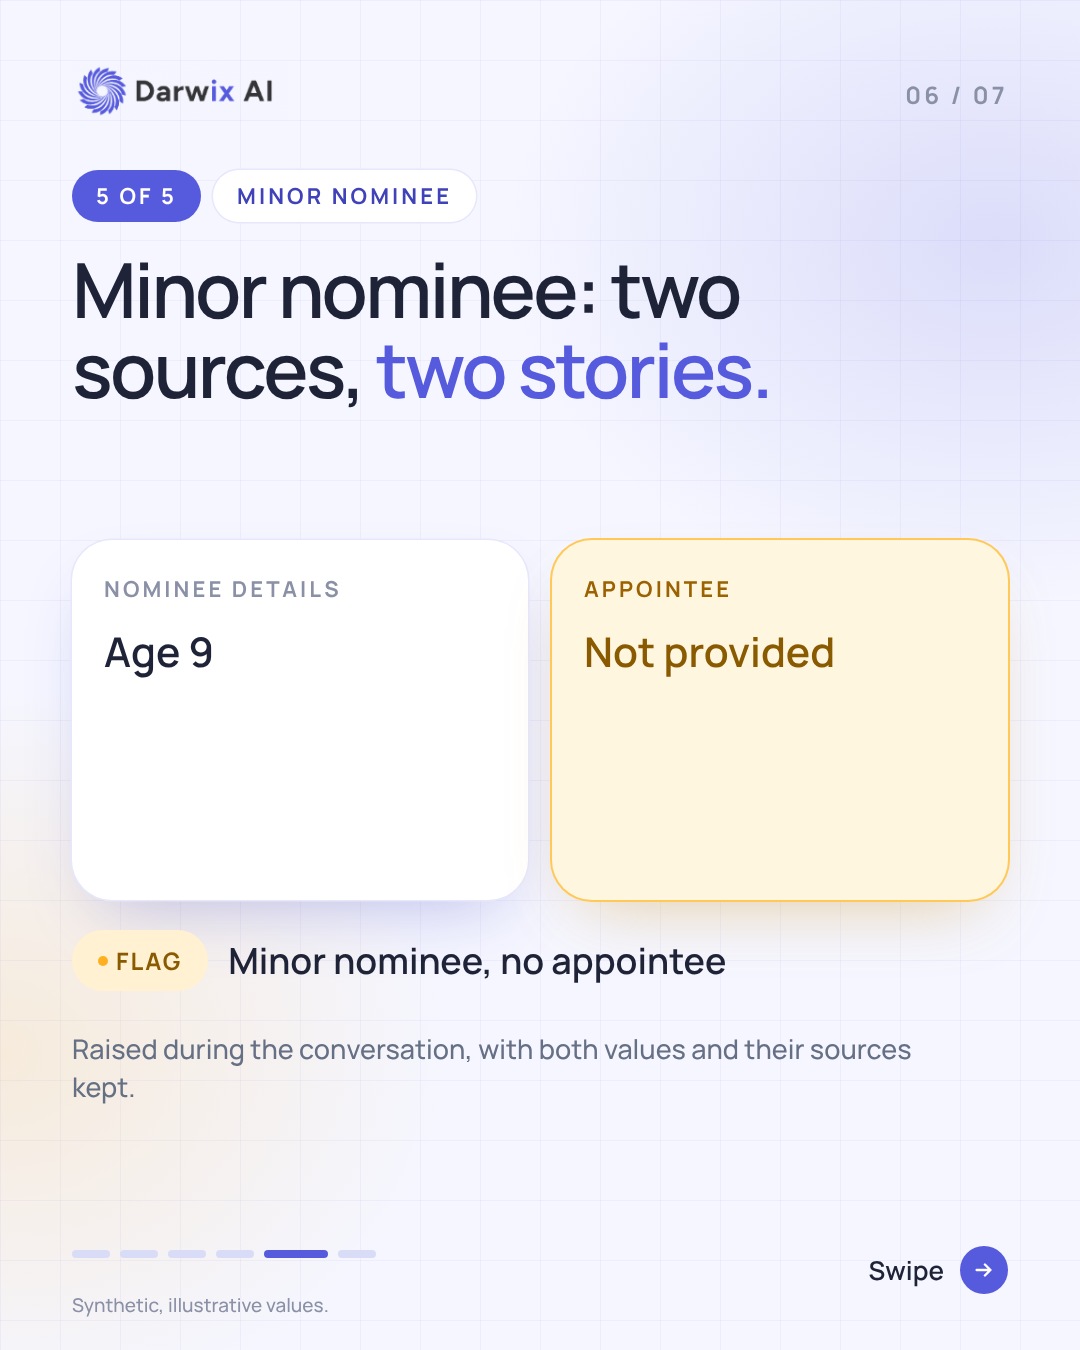 Darwix AI
06 / 07
5 OF 5
MINOR NOMINEE
Minor nominee: two
sources, two stories.
NOMINEE DETAILS
Age 9
APPOINTEE
Not provided
FLAG
Minor nominee, no appointee
Raised during the conversation, with both values and their sources
kept.
Swipe
Synthetic, illustrative values.